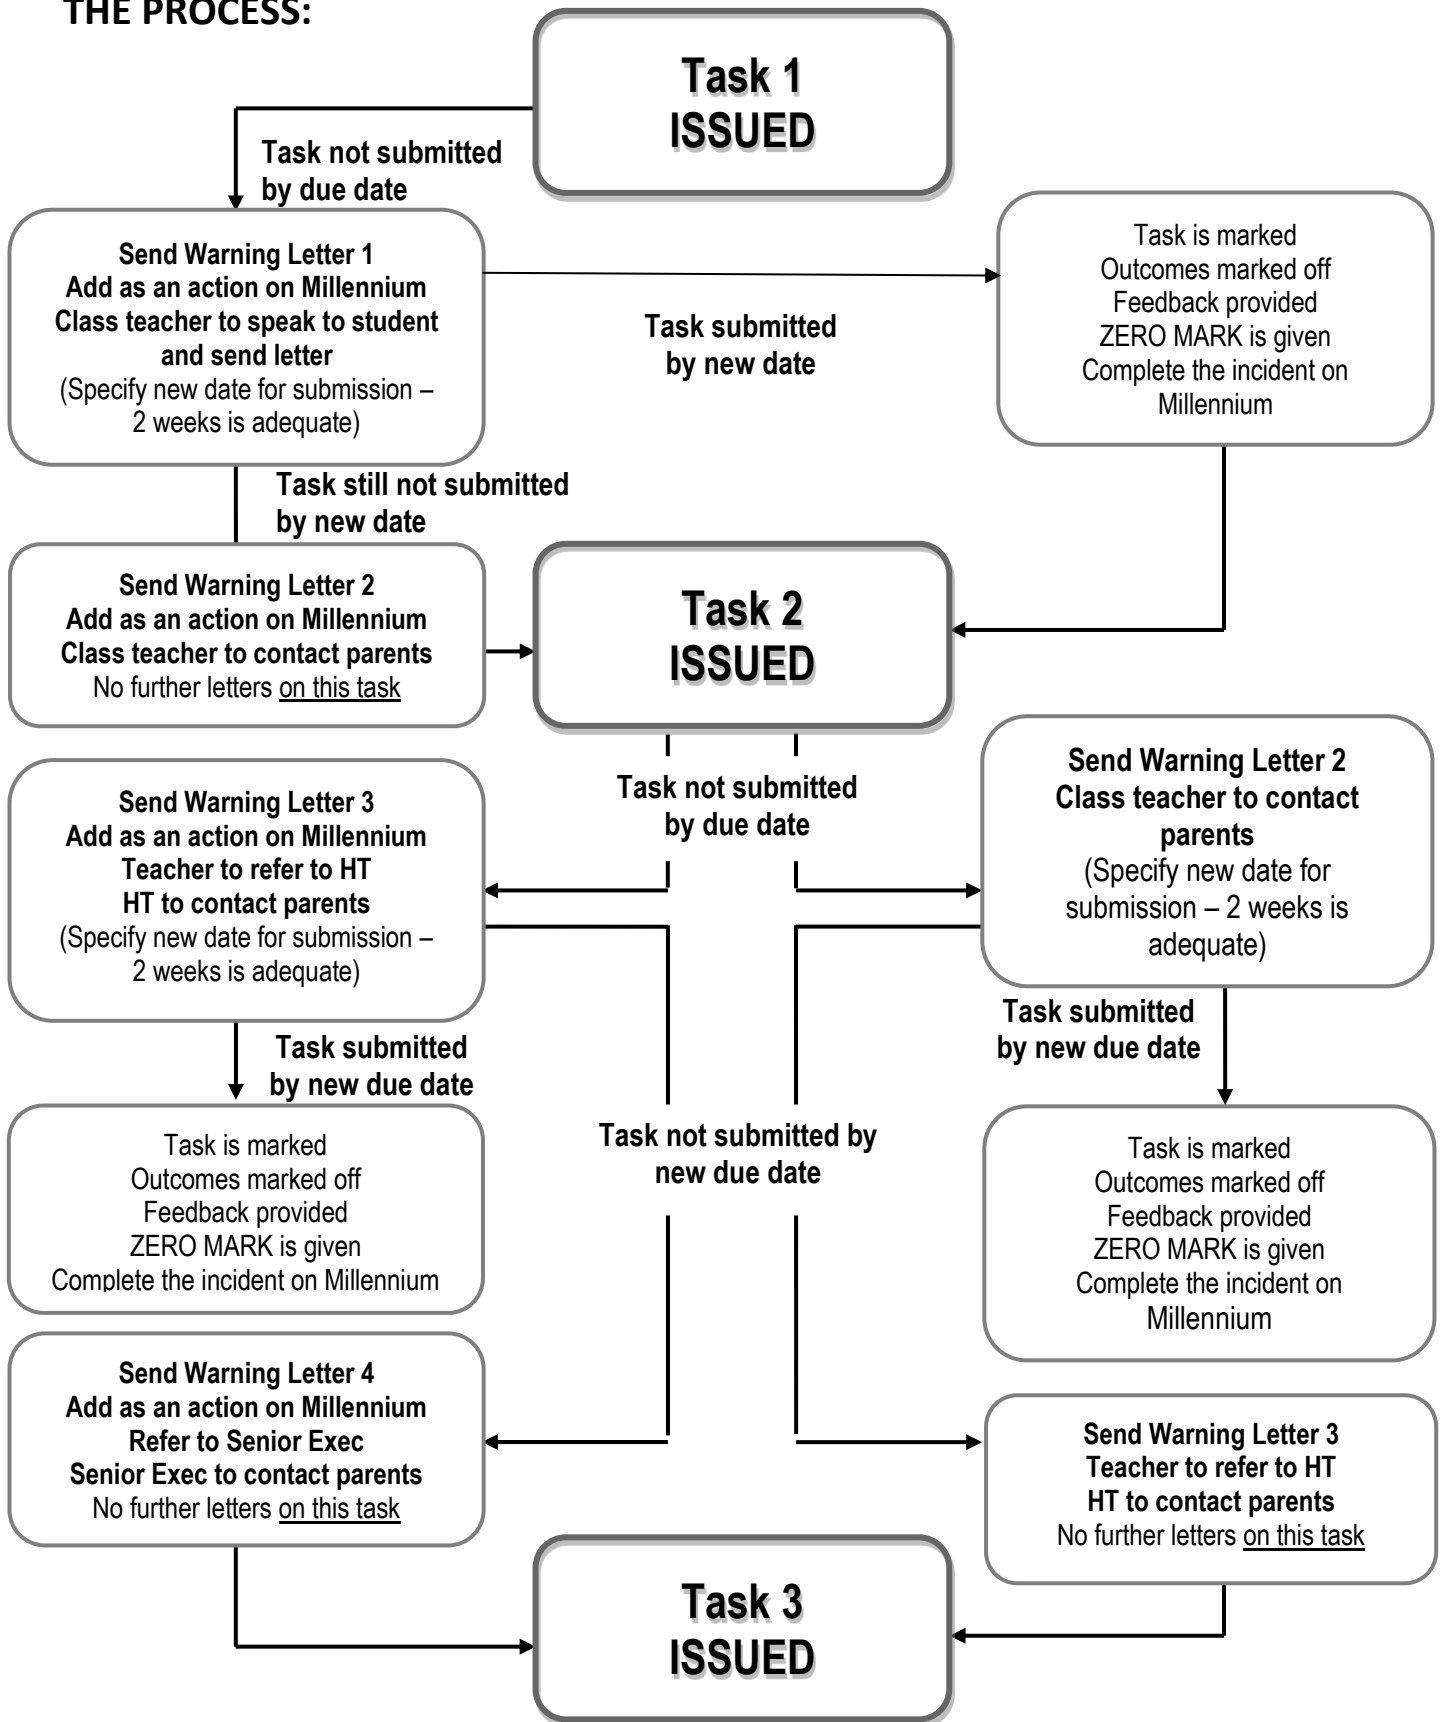 THE PROCESS:
Task 1
ISSUED
Task not submitted
by due date
Send Warning Letter 1
Add as an action on Millennium
Class teacher to speak to student
and send letter
(Specify new date for submission –
2 weeks is adequate)
Task submitted
by new date
Task is marked
Outcomes marked off
Feedback provided
ZERO MARK is given
Complete the incident on
Millennium
Task still not submitted
by new date
Send Warning Letter 2
Add as an action on Millennium
Class teacher to contact parents
No further letters on this task
Task 2
ISSUED
Task not submitted
by due date
Send Warning Letter 3
Add as an action on Millennium
Teacher to refer to HT
HT to contact parents
(Specify new date for submission –
2 weeks is adequate)
Send Warning Letter 2
Class teacher to contact
parents
(Specify new date for
submission – 2 weeks is
adequate)
Task submitted
by new due date
Task submitted
by new due date
Task is marked
Outcomes marked off
Feedback provided
ZERO MARK is given
Complete the incident on Millennium
Task not submitted by
new due date
Task is marked
Outcomes marked off
Feedback provided
ZERO MARK is given
Complete the incident on
Millennium
Send Warning Letter 4
Add as an action on Millennium
Refer to Senior Exec
Senior Exec to contact parents
No further letters on this task
Send Warning Letter 3
Teacher to refer to HT
HT to contact parents
No further letters on this task
Task 3
ISSUED